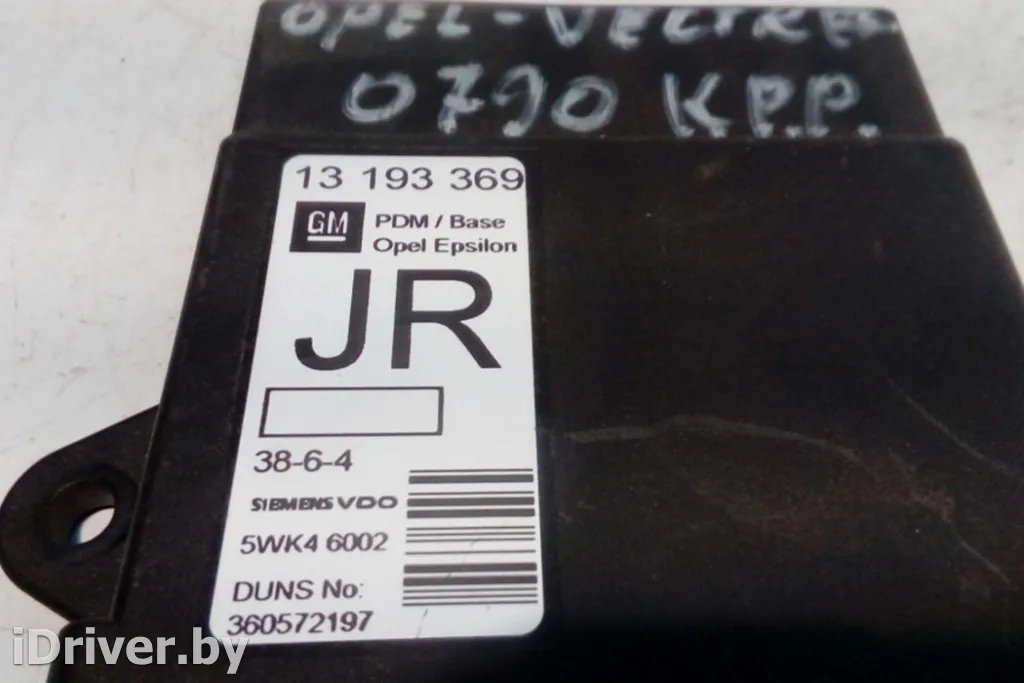 OPEL - VECTRA
0790 К.Р.Р.
13 193 369
GM
PDM / Base
Opel Epsilon
JR
38-6-4
SIEMENS VDO
5WK4 6002
DUNS No:
360572197
iDriver.by